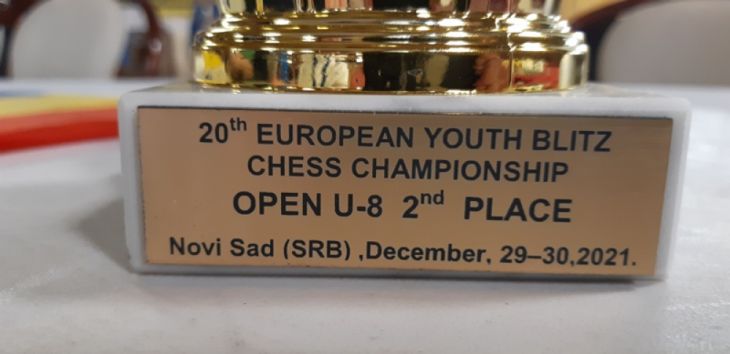 20th EUROPEAN YOUTH BLITZ
CHESS CHAMPIONSHIP
OPEN U-8 2nd PLACE
Novi Sad (SRB) ,December, 29–30,2021.